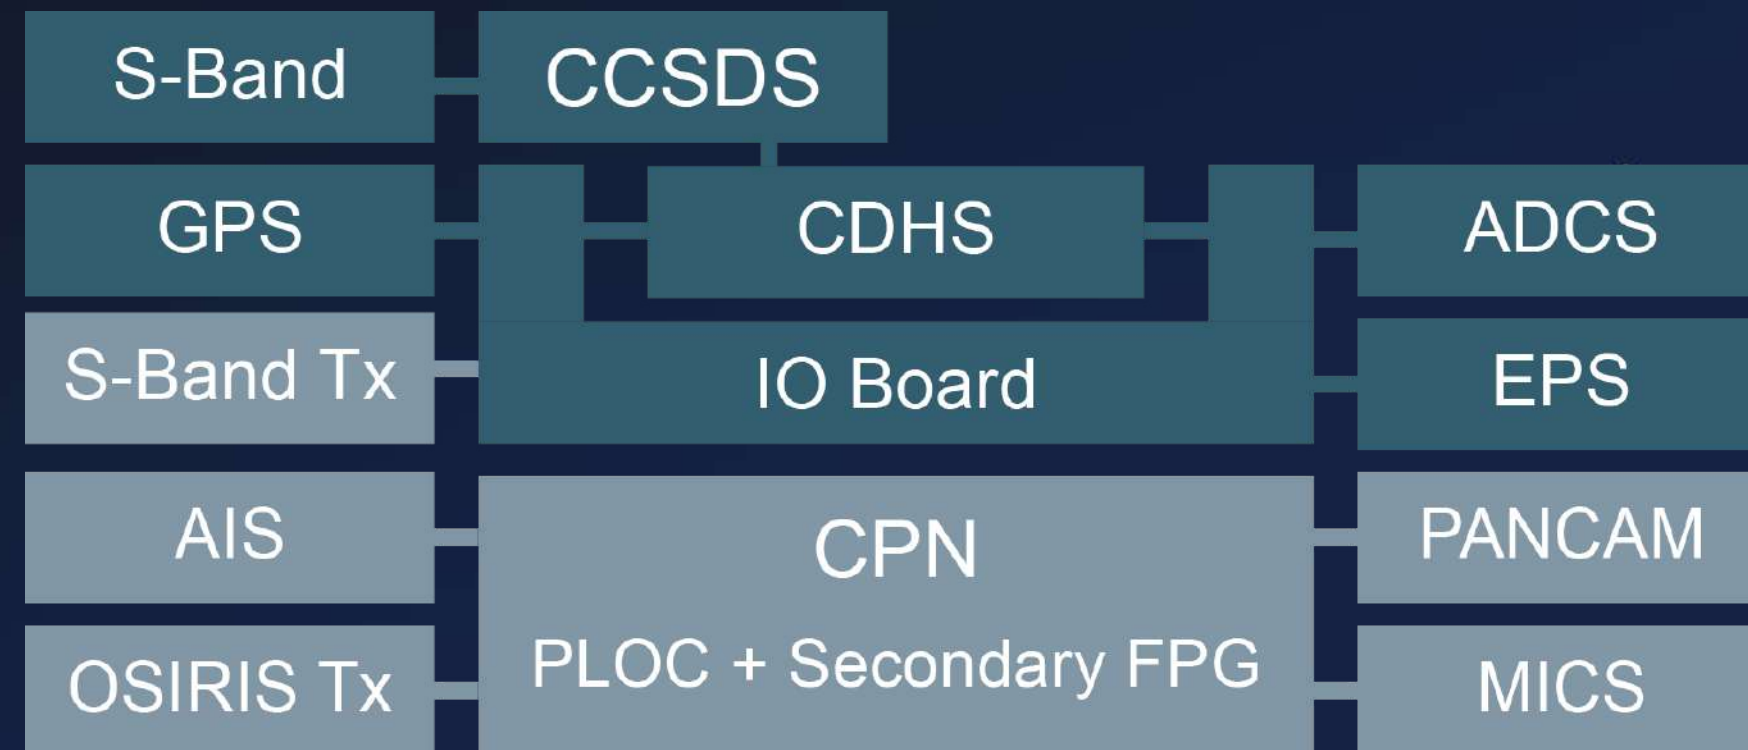 S-Band
CCSDS
GPS
CDHS
ADCS
S-Band Tx
IO Board
EPS
AIS
CPN
PANCAM
PLOC + Secondary FPG
OSIRIS Tx
MICS